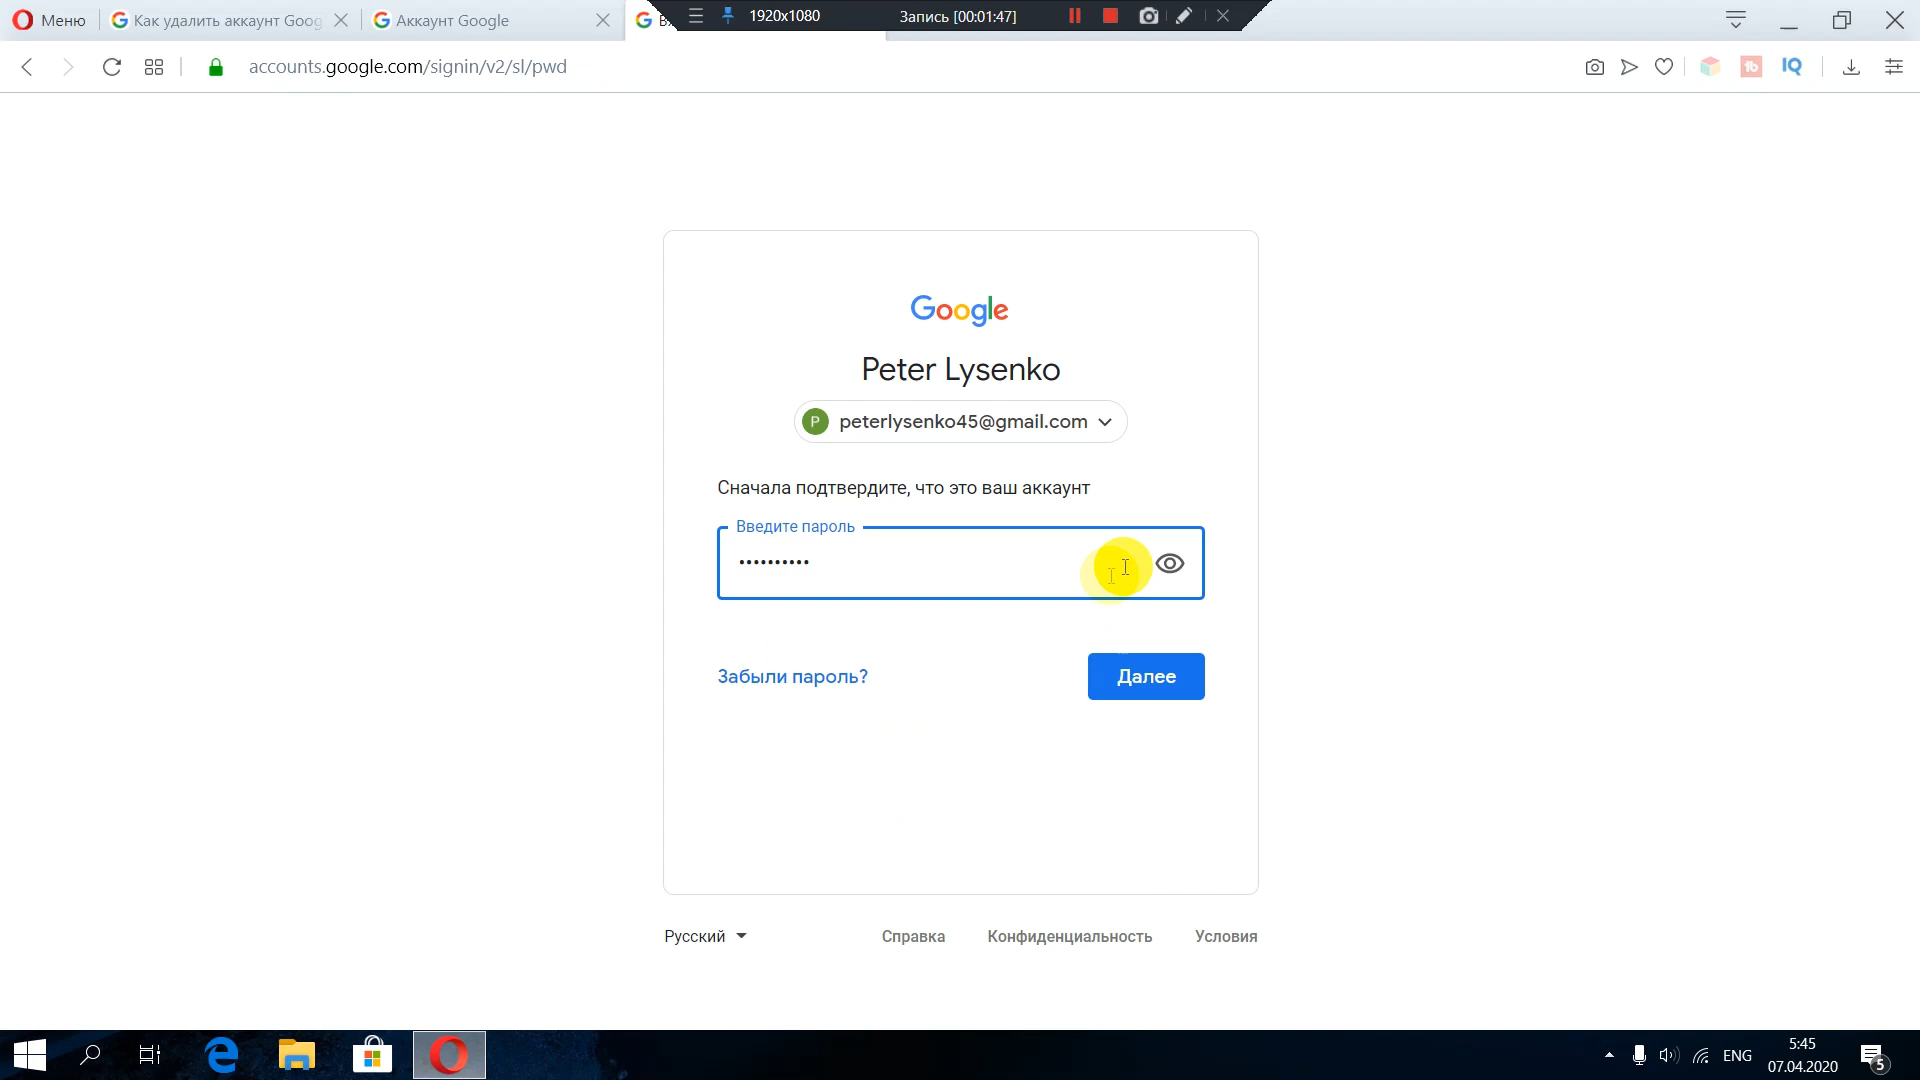 Меню
Как удалить аккаунт Goog
Аккаунт Google
1920x1080
Запись [00:01:47]
accounts.google.com/signin/v2/sl/pwd
Google
Peter Lysenko
P
peterlysenko45@gmail.com
Сначала подтвердите, что это ваш аккаунт
Введите пароль
••••••••••
Забыли пароль?
Далее
Русский
Справка
Конфиденциальность
Условия
ENG
5:45
07.04.2020
5